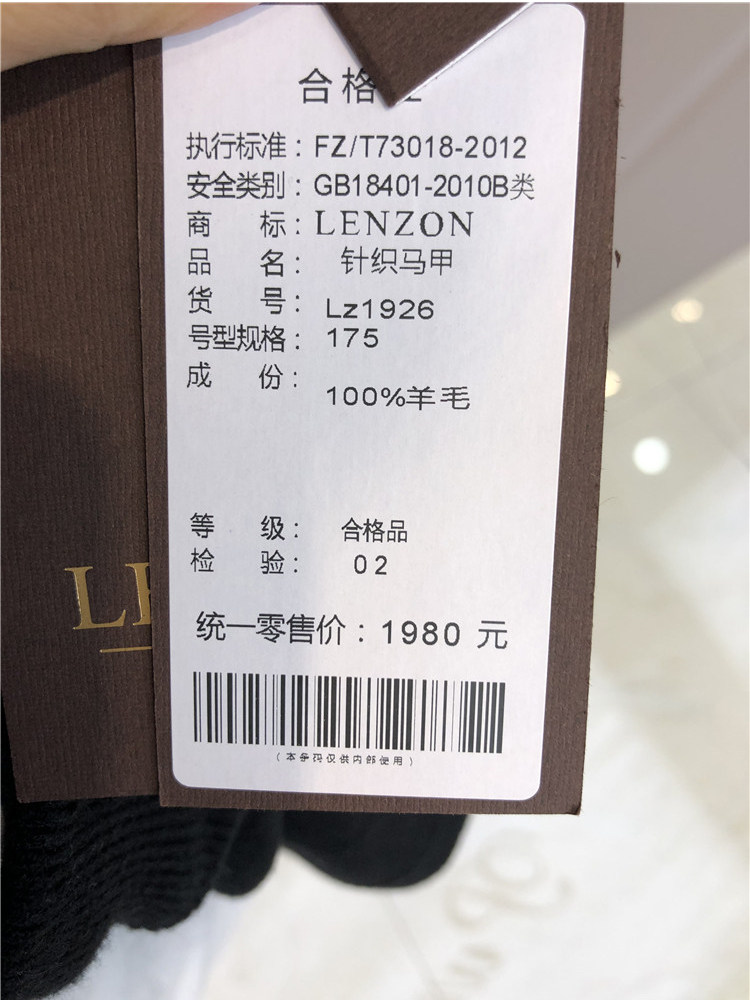 合格
执行标准：FZ/T73018-2012
安全类别：GB18401-2010B类
商 标：LENZON
品 名： 针织马甲
货 号： Lz1926
号型规格： 175
成 份： 100%羊毛
等 级： 合格品
检 验： 02
统一零售价：1980 元
（本条码仅供内部使用）